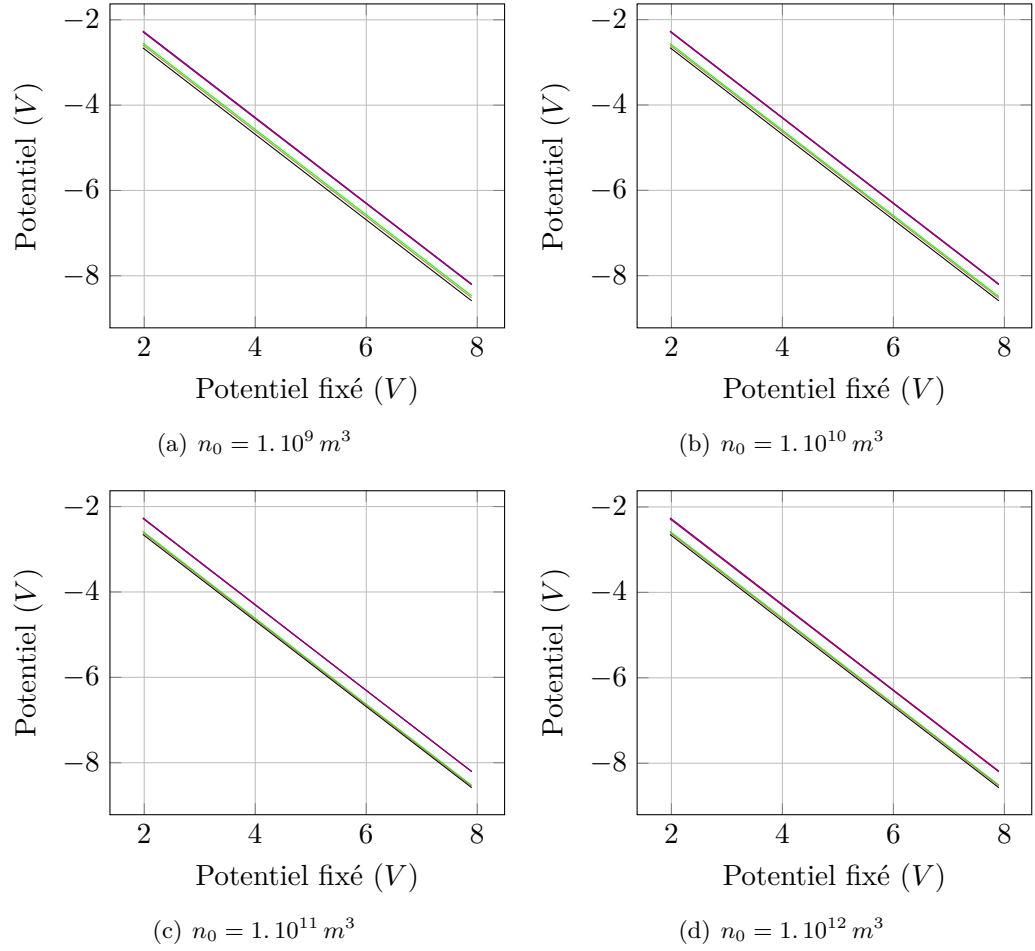 −2
−4
−6
−8
2 4 6 8
Potentiel (V)
Potentiel fixé (V)
(a) n₀ = 1. 10⁹ m³
−2
−4
−6
−8
2 4 6 8
Potentiel (V)
Potentiel fixé (V)
(b) n₀ = 1. 10¹⁰ m³
−2
−4
−6
−8
2 4 6 8
Potentiel (V)
Potentiel fixé (V)
(c) n₀ = 1. 10¹¹ m³
−2
−4
−6
−8
2 4 6 8
Potentiel (V)
Potentiel fixé (V)
(d) n₀ = 1. 10¹² m³